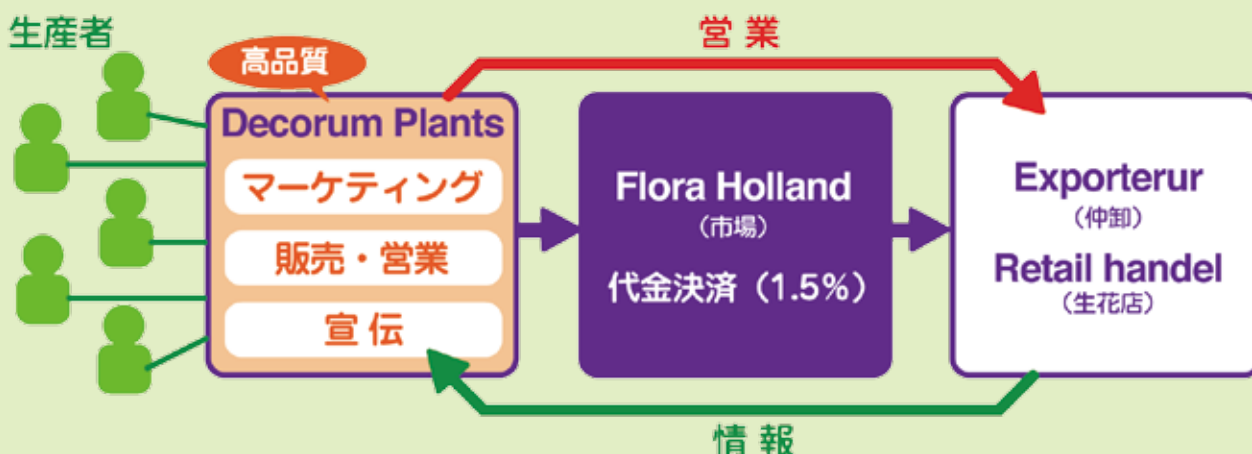 生産者
営業
高品質
Decorum Plants
マーケティング
販売・営業
宣伝
Flora Holland
（市場）
代金決済（1.5%）
Exporterur
（仲卸）
Retail handel
（生花店）
情報